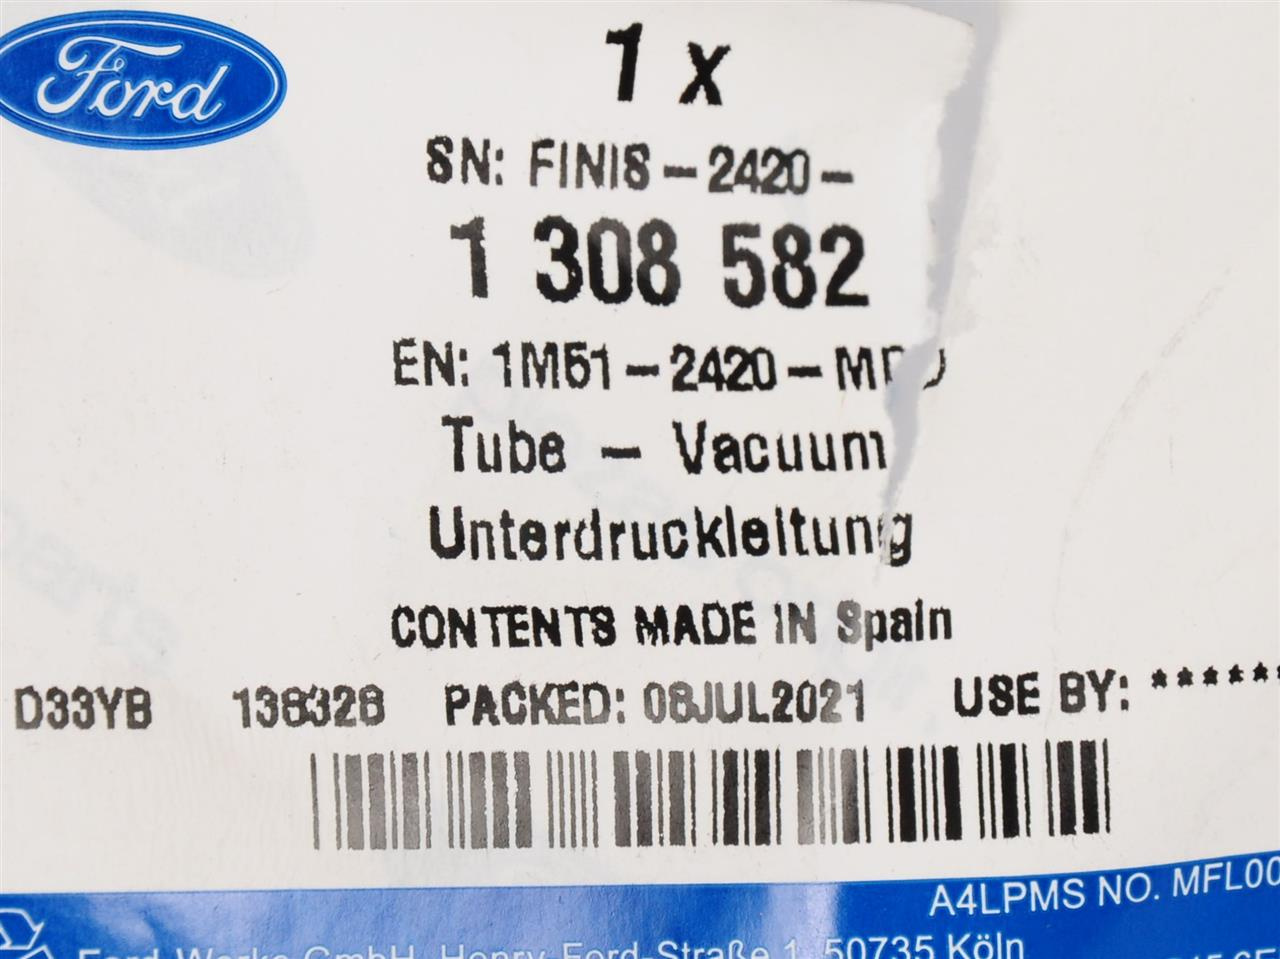 Ford
1 x
SN: FINIS - 2420 -
1 308 582
EN: 1M51 - 2420 -
Tube - Vacuum
Unterdruckleitung
CONTENTS MADE IN Spain
D33YB 138328 PACKED: 08JUL2021 USE BY: ******
A4LPMS NO. MFL00
Ford-Werke GmbH, Henry-Ford-Straße 1, 50735 Köln